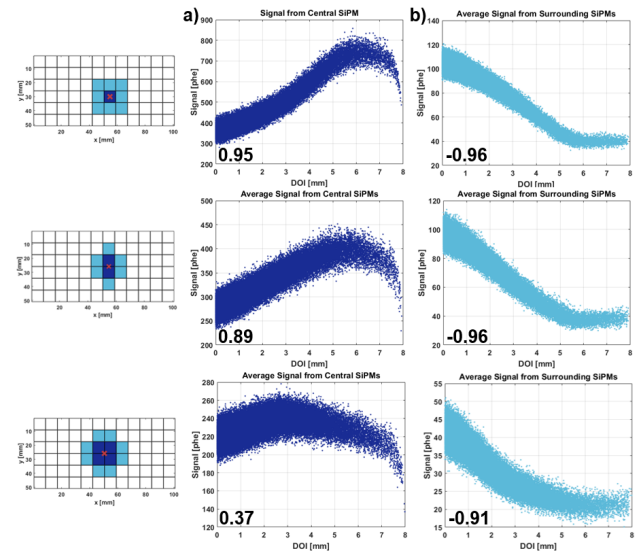 a)
b)
y [mm]
10
20
30
40
50
20 40 60 80 100
x [mm]
Signal from Central SiPM
Signal [phe]
900
800
700
600
500
400
300
200
0.95
0 1 2 3 4 5 6 7 8
DOI [mm]
Average Signal from Surrounding SiPMs
Signal [phe]
140
120
100
80
60
40
20
-0.96
0 1 2 3 4 5 6 7 8
DOI [mm]
y [mm]
10
20
30
40
50
20 40 60 80 100
x [mm]
Average Signal from Central SiPMs
Signal [phe]
500
450
400
350
300
250
200
0.89
0 1 2 3 4 5 6 7 8
DOI [mm]
Average Signal from Surrounding SiPMs
Signal [phe]
120
100
80
60
40
20
-0.96
0 1 2 3 4 5 6 7 8
DOI [mm]
y [mm]
10
20
30
40
50
20 40 60 80 100
x [mm]
Average Signal from Central SiPMs
Signal [phe]
280
260
240
220
200
180
160
140
120
0.37
0 1 2 3 4 5 6 7 8
DOI [mm]
Average Signal from Surrounding SiPMs
Signal [phe]
55
50
45
40
35
30
25
20
15
-0.91
0 1 2 3 4 5 6 7 8
DOI [mm]